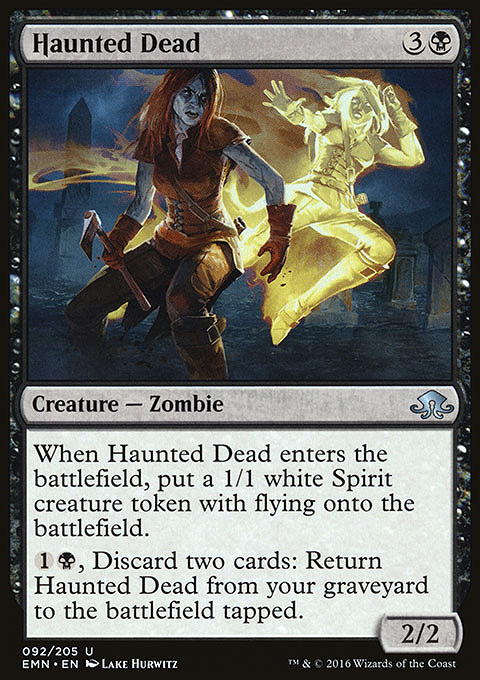 Haunted Dead 3
Creature — Zombie
When Haunted Dead enters the
battlefield, put a 1/1 white Spirit
creature token with flying onto the
battlefield.
1, Discard two cards: Return
Haunted Dead from your graveyard
to the battlefield tapped.
2/2
092/205 U
EMN • EN Lake Hurwitz
™ & © 2016 Wizards of the Coast